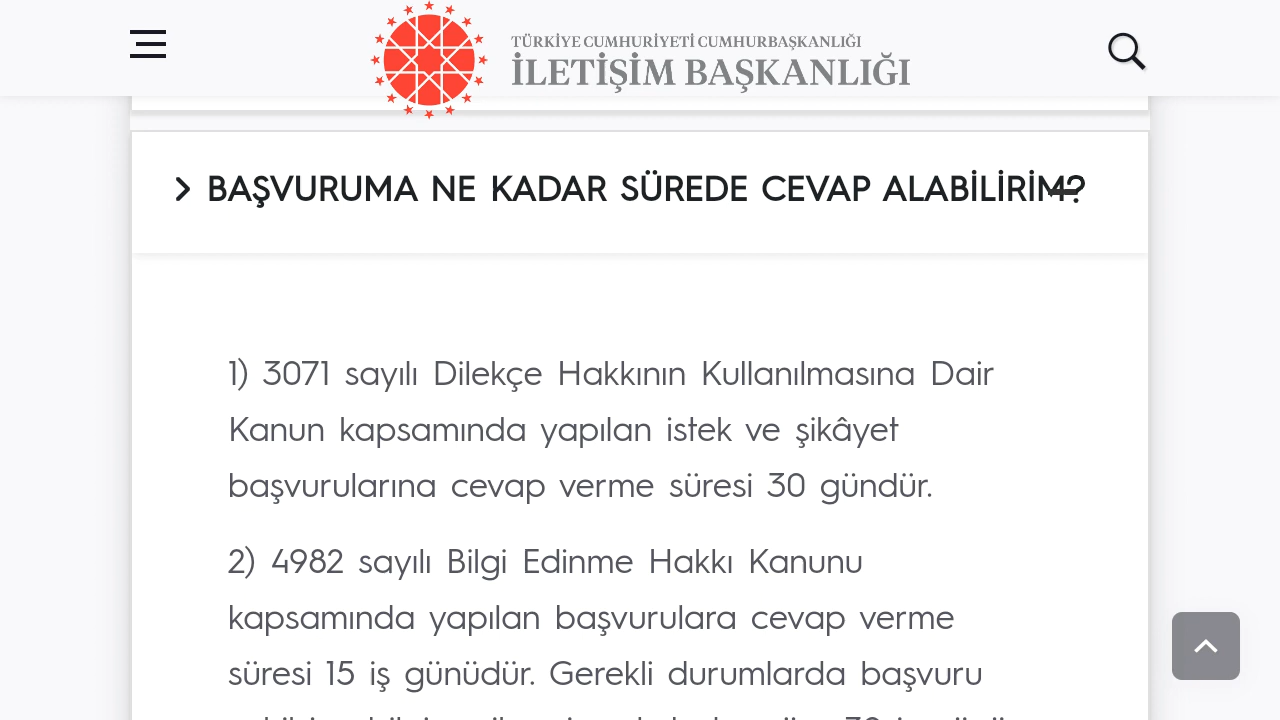 TÜRKİYE CUMHURİYETİ CUMHURBAŞKANLIĞI
İLETİŞİM BAŞKANLIĞI
BAŞVURUMA NE KADAR SÜREDE CEVAP ALABİLİRİM?
1) 3071 sayılı Dilekçe Hakkının Kullanılmasına Dair
Kanun kapsamında yapılan istek ve şikâyet
başvurularına cevap verme süresi 30 gündür.
2) 4982 sayılı Bilgi Edinme Hakkı Kanunu
kapsamında yapılan başvurulara cevap verme
süresi 15 iş günüdür. Gerekli durumlarda başvuru